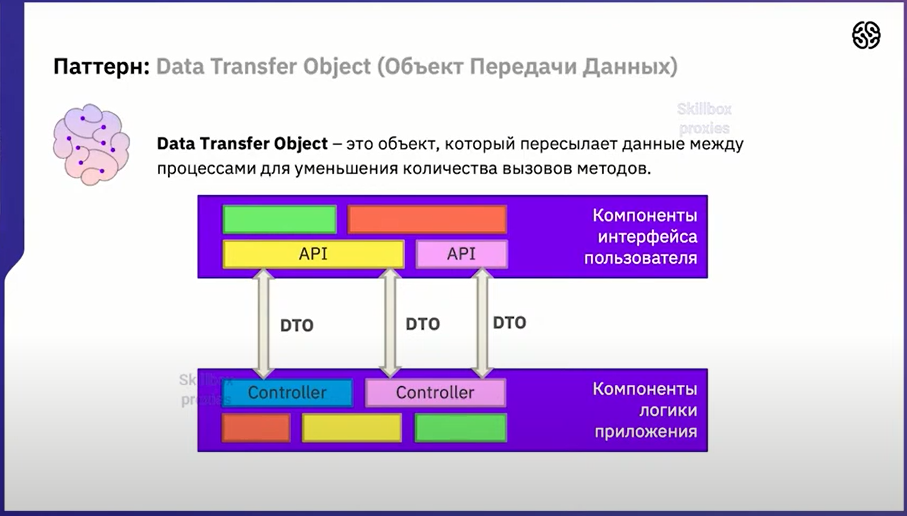 Паттерн: Data Transfer Object (Объект Передачи Данных)
Skillbox
proxies
Data Transfer Object – это объект, который пересылает данные между
процессами для уменьшения количества вызовов методов.
Компоненты
интерфейса
пользователя
API
API
DTO
DTO
DTO
Skillbox
proxies
Controller
Controller
Компоненты
логики
приложения